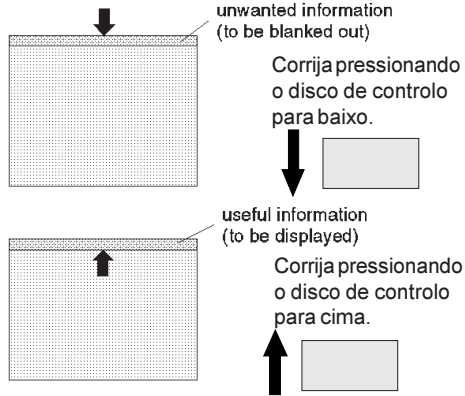 unwanted information
(to be blanked out)
Corrija pressionando
o disco de controlo
para baixo.
useful information
(to be displayed)
Corrija pressionando
o disco de controlo
para cima.